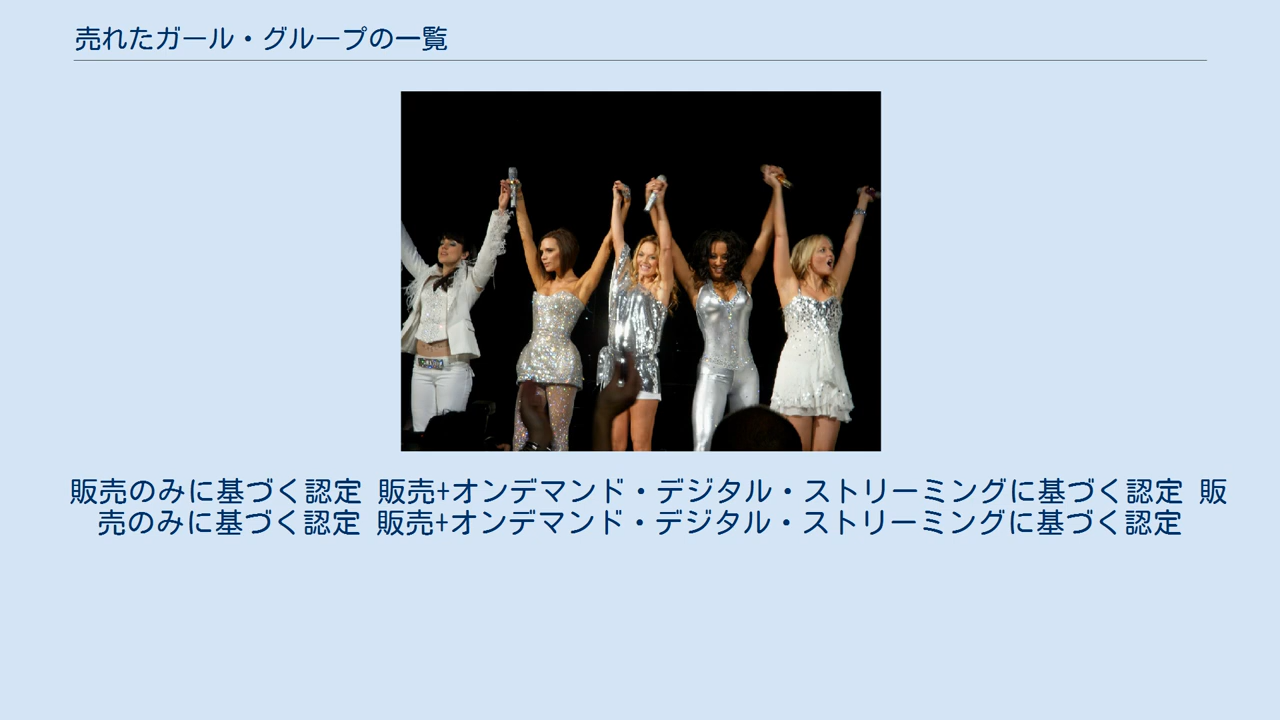 売れたガール・グループの一覧
販売のみに基づく認定 販売+オンデマンド・デジタル・ストリーミングに基づく認定 販
売のみに基づく認定 販売+オンデマンド・デジタル・ストリーミングに基づく認定